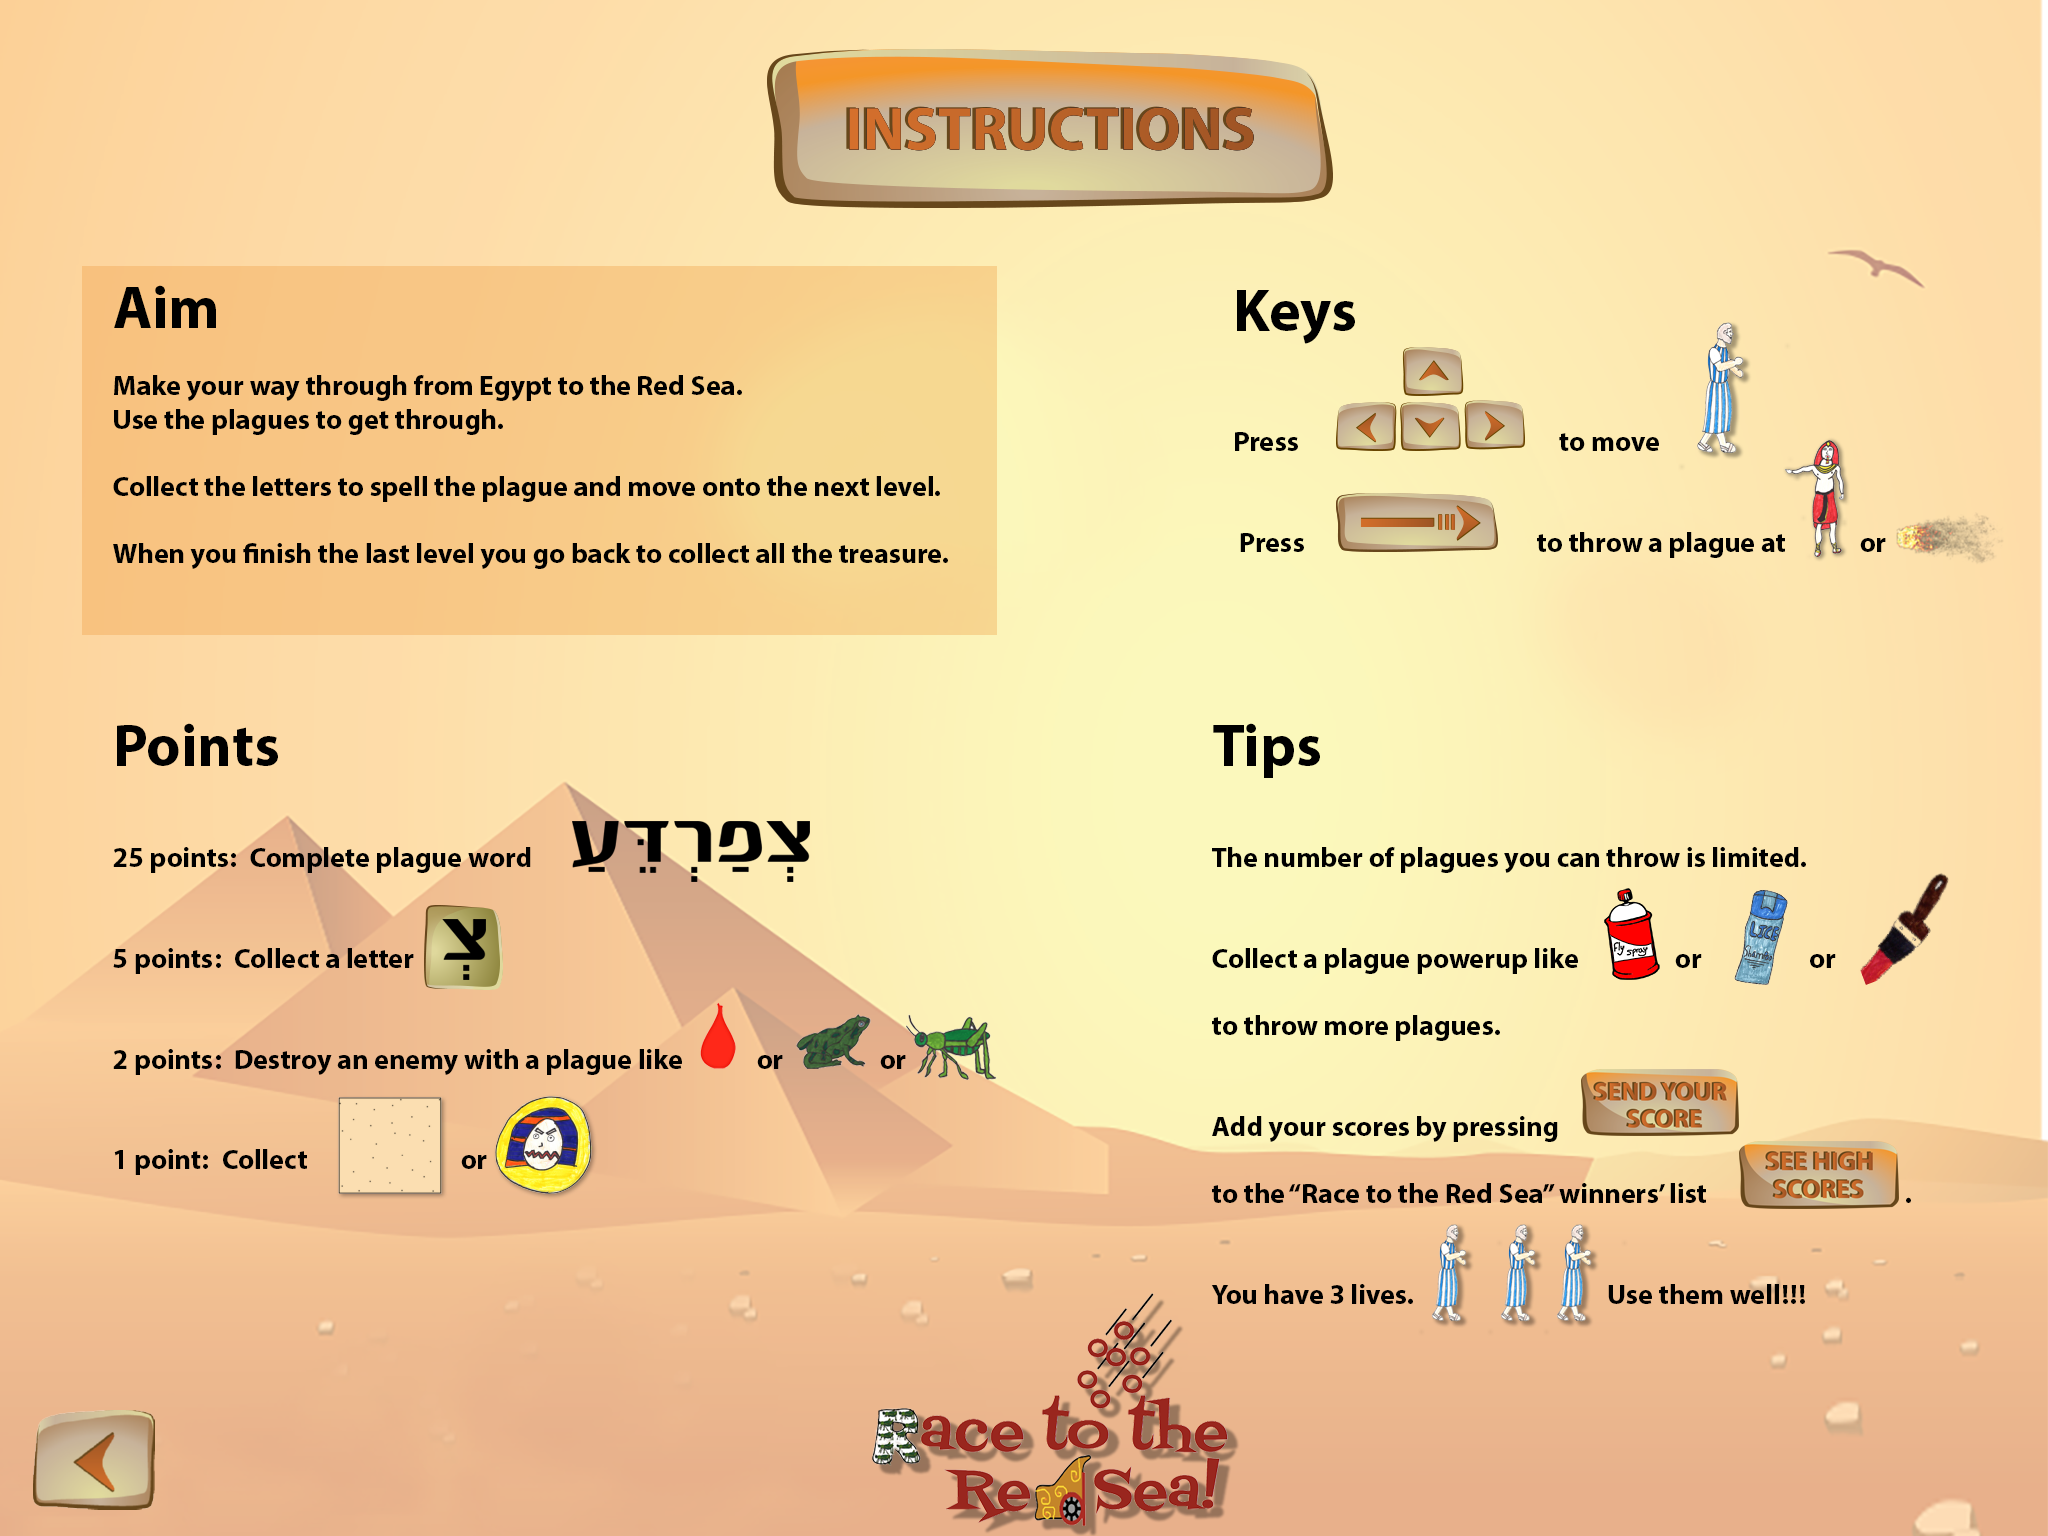 INSTRUCTIONS
Aim
Make your way through from Egypt to the Red Sea.
Use the plagues to get through.
Collect the letters to spell the plague and move onto the next level.
When you finish the last level you go back to collect all the treasure.
Keys
Press to move
Press to throw a plague at or
Points
25 points: Complete plague word צְפַרְדֵּעַ
5 points: Collect a letter צְ
2 points: Destroy an enemy with a plague like or or
1 point: Collect or
Tips
The number of plagues you can throw is limited.
Collect a plague powerup like Fly spray or LICE Shampoo or
to throw more plagues.
Add your scores by pressing SEND YOUR SCORE
to the “Race to the Red Sea” winners’ list SEE HIGH SCORES .
You have 3 lives. Use them well!!!
Race to the
Red Sea!